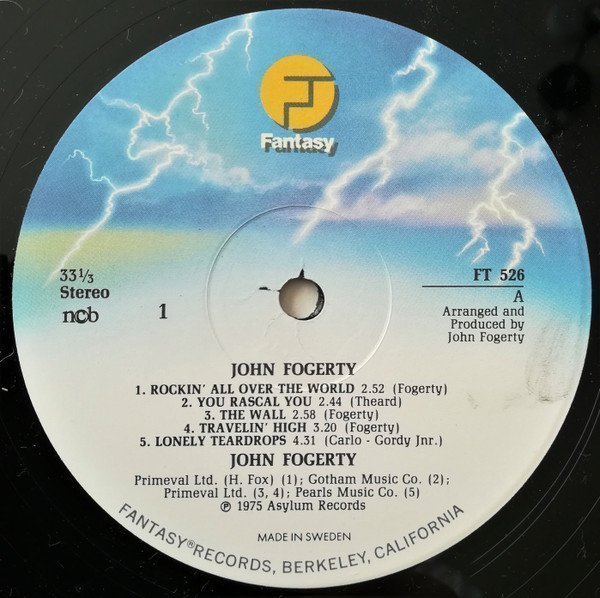 Fantasy
33 1/3
Stereo
ncb
1
FT 526
A
Arranged and
Produced by
John Fogerty
JOHN FOGERTY
1. ROCKIN' ALL OVER THE WORLD 2.52 (Fogerty)
2. YOU RASCAL YOU 2.44 (Theard)
3. THE WALL 2.58 (Fogerty)
4. TRAVELIN' HIGH 3.20 (Fogerty)
5. LONELY TEARDROPS 4.31 (Carlo - Gordy Jnr.)
JOHN FOGERTY
Primeval Ltd. (H. Fox) (1); Gotham Music Co. (2);
Primeval Ltd. (3, 4); Pearls Music Co. (5)
℗ 1975 Asylum Records
MADE IN SWEDEN
FANTASY® RECORDS, BERKELEY, CALIFORNIA